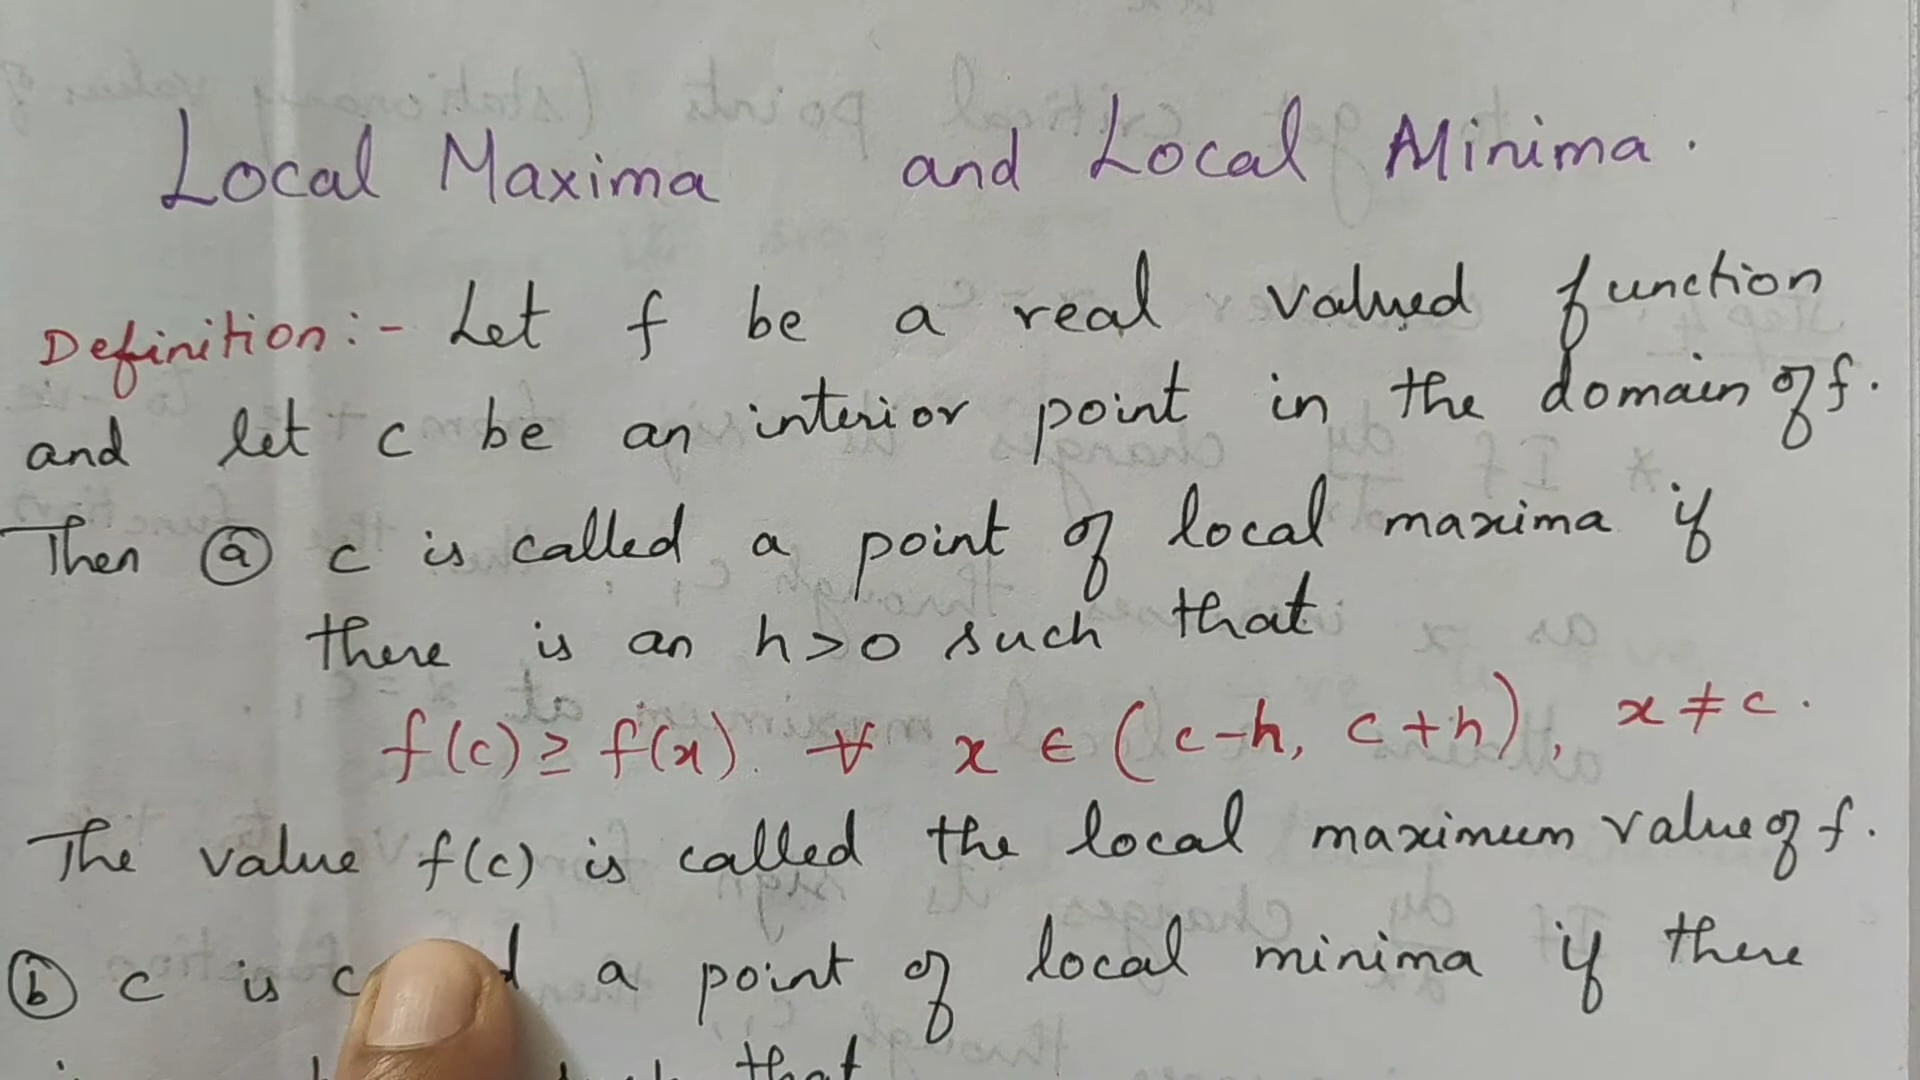 Local Maxima and Local Minima.
Definition:- Let f be a real valued function
and let c be an interior point in the domain of f.
Then ⓐ c is called a point of local maxima if
there is an h>0 such that
f(c) ≥ f(x). ∀ x ∈ (c-h, c+h), x ≠ c.
The value f(c) is called the local maximum value of f.
ⓑ c is a point of local minima if there
that